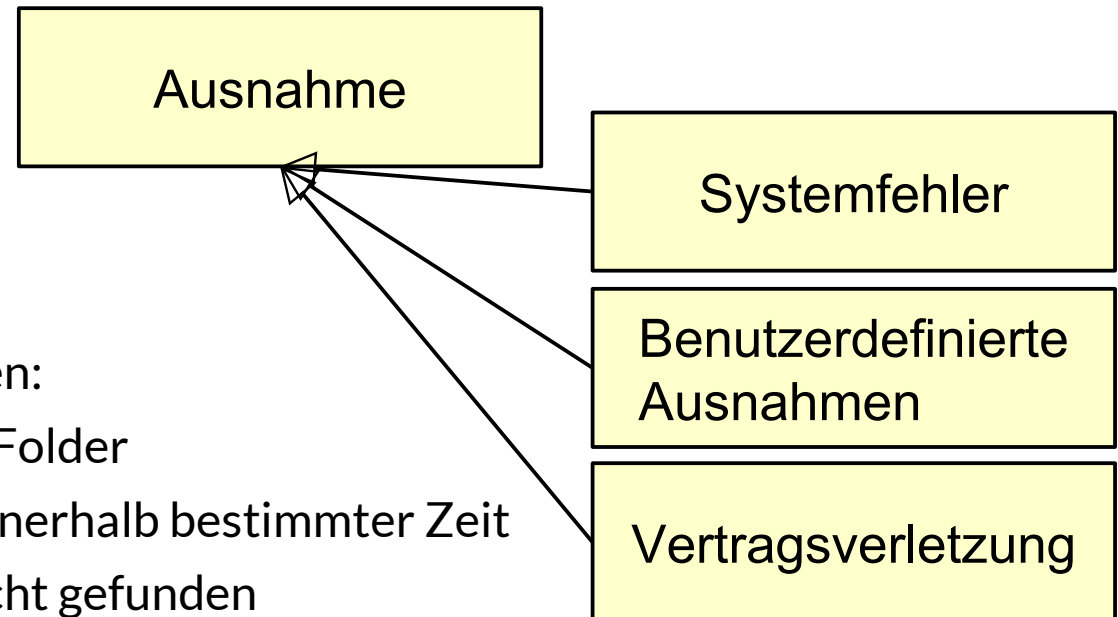 Ausnahme
Systemfehler
Benutzerdefinierte
Ausnahmen
Vertragsverletzung
en:
Folder
nerhalb bestimmter Zeit
cht gefunden